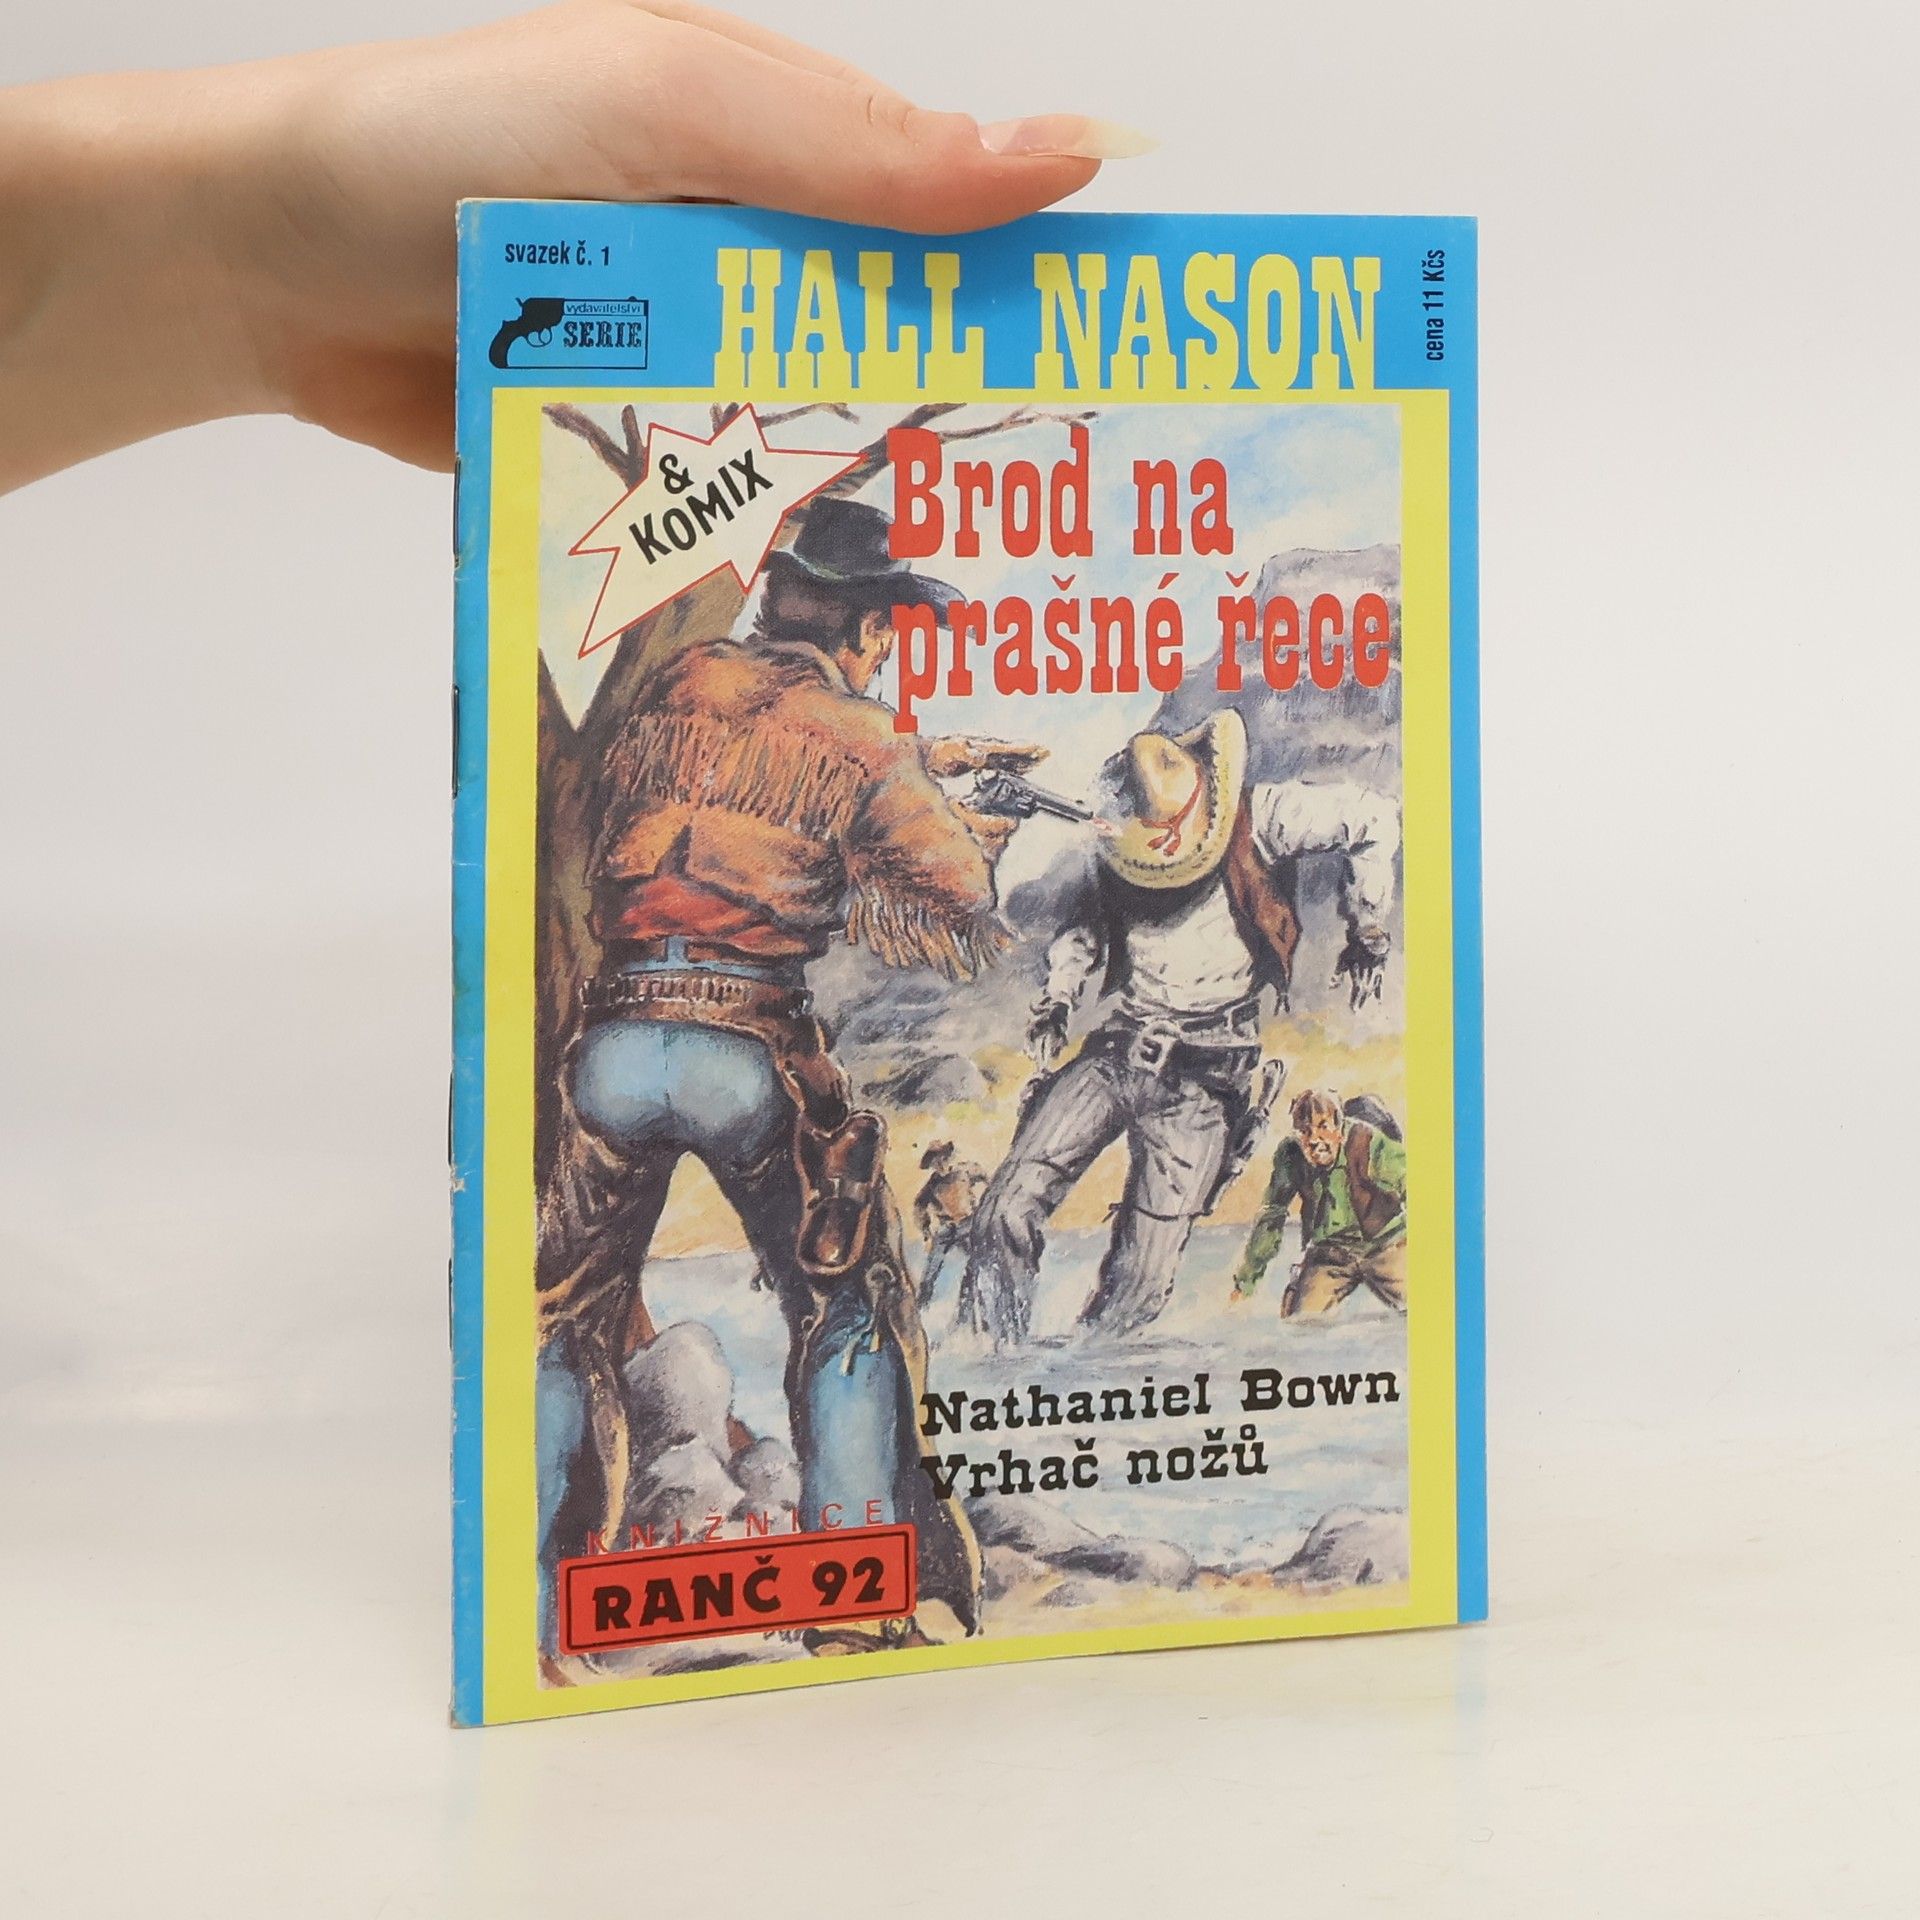 svazek č. 1
vydavatelství
SERIE
HALL NASON
cena 11 Kčs
&
KOMIX
Brod na
prašné řece
Nathaniel Bown
Vrhač nožů
KNIŽNICE
RANČ 92